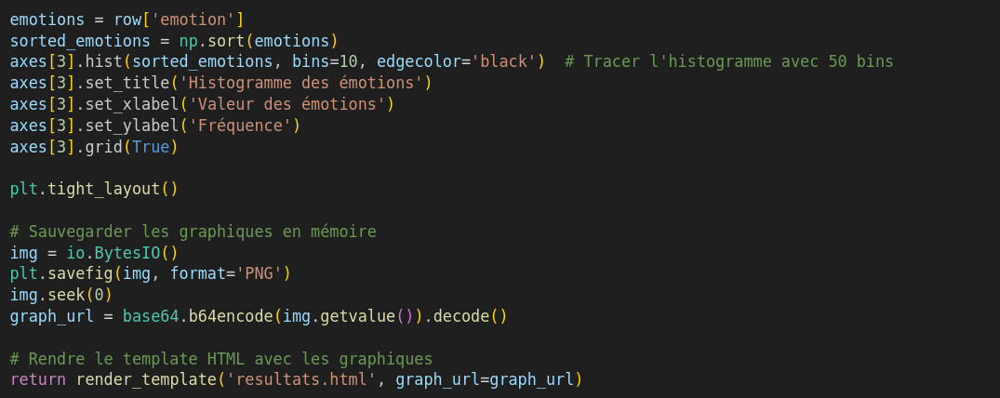 emotions = row['emotion']
sorted_emotions = np.sort(emotions)
axes[3].hist(sorted_emotions, bins=10, edgecolor='black')  # Tracer l'histogramme avec 50 bins
axes[3].set_title('Histogramme des émotions')
axes[3].set_xlabel('Valeur des émotions')
axes[3].set_ylabel('Fréquence')
axes[3].grid(True)

plt.tight_layout()

# Sauvegarder les graphiques en mémoire
img = io.BytesIO()
plt.savefig(img, format='PNG')
img.seek(0)
graph_url = base64.b64encode(img.getvalue()).decode()

# Rendre le template HTML avec les graphiques
return render_template('resultats.html', graph_url=graph_url)